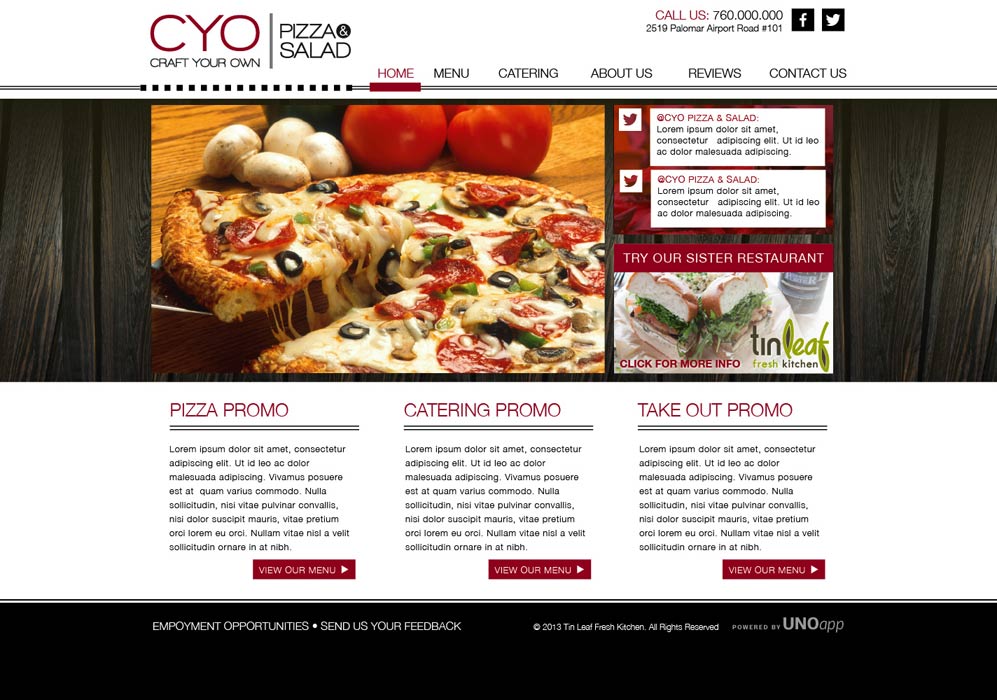 CYO
CRAFT YOUR OWN
PIZZA &
SALAD
CALL US: 760.000.000
2519 Palomar Airport Road #101
HOME MENU CATERING ABOUT US REVIEWS CONTACT US
@CYO PIZZA & SALAD:
Lorem ipsum dolor sit amet,
consectetur adipiscing elit. Ut id leo
ac dolor malesuada adipiscing.
@CYO PIZZA & SALAD:
Lorem ipsum dolor sit amet,
consectetur adipiscing elit. Ut id leo
ac dolor malesuada adipiscing.
TRY OUR SISTER RESTAURANT
tinleaf
fresh kitchen
CLICK FOR MORE INFO
PIZZA PROMO
Lorem ipsum dolor sit amet, consectetur
adipiscing elit. Ut id leo ac dolor
malesuada adipiscing. Vivamus posuere
est at quam varius commodo. Nulla
sollicitudin, nisi vitae pulvinar convallis,
nisi dolor suscipit mauris, vitae pretium
orci lorem eu orci. Nullam vitae nisl a velit
sollicitudin ornare in at nibh.
VIEW OUR MENU
CATERING PROMO
Lorem ipsum dolor sit amet, consectetur
adipiscing elit. Ut id leo ac dolor
malesuada adipiscing. Vivamus posuere
est at quam varius commodo. Nulla
sollicitudin, nisi vitae pulvinar convallis,
nisi dolor suscipit mauris, vitae pretium
orci lorem eu orci. Nullam vitae nisl a velit
sollicitudin ornare in at nibh.
VIEW OUR MENU
TAKE OUT PROMO
Lorem ipsum dolor sit amet, consectetur
adipiscing elit. Ut id leo ac dolor
malesuada adipiscing. Vivamus posuere
est at quam varius commodo. Nulla
sollicitudin, nisi vitae pulvinar convallis,
nisi dolor suscipit mauris, vitae pretium
orci lorem eu orci. Nullam vitae nisl a velit
sollicitudin ornare in at nibh.
VIEW OUR MENU
EMPOYMENT OPPORTUNITIES • SEND US YOUR FEEDBACK
© 2013 Tin Leaf Fresh Kitchen. All Rights Reserved
POWERED BY UNOapp